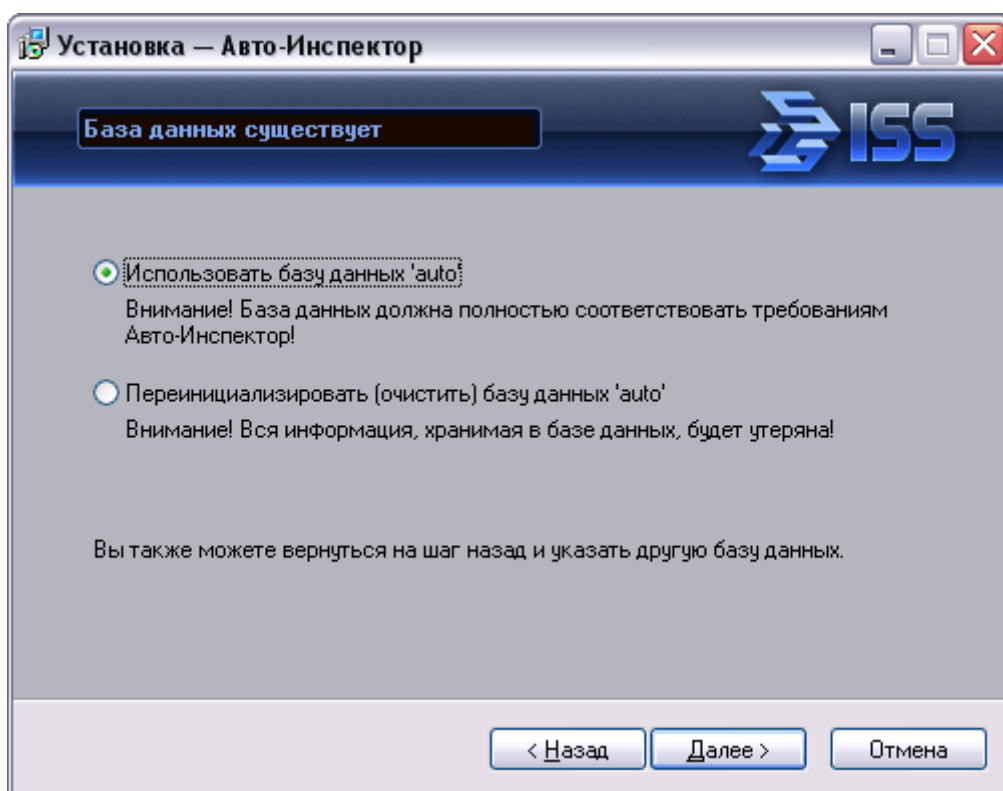 Установка — Авто-Инспектор
База данных существует
ISS
Использовать базу данных 'auto'
Внимание! База данных должна полностью соответствовать требованиям
Авто-Инспектор!
Переинициализировать (очистить) базу данных 'auto'
Внимание! Вся информация, хранимая в базе данных, будет утеряна!
Вы также можете вернуться на шаг назад и указать другую базу данных.
< Назад
Далее >
Отмена